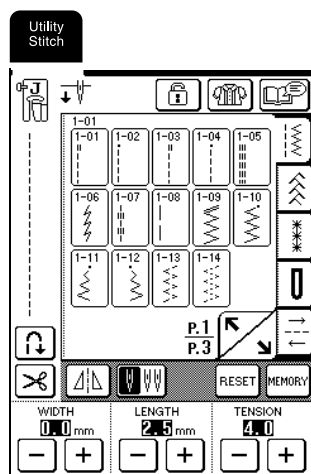 Utility
Stitch
J
1-01
1-01 1-02 1-03 1-04 1-05
1-06 1-07 1-08 1-09 1-10
1-11 1-12 1-13 1-14
P.1
P.3
RESET MEMORY
WIDTH LENGTH TENSION
0.0 mm 2.5 mm 4.0
− + − + − +